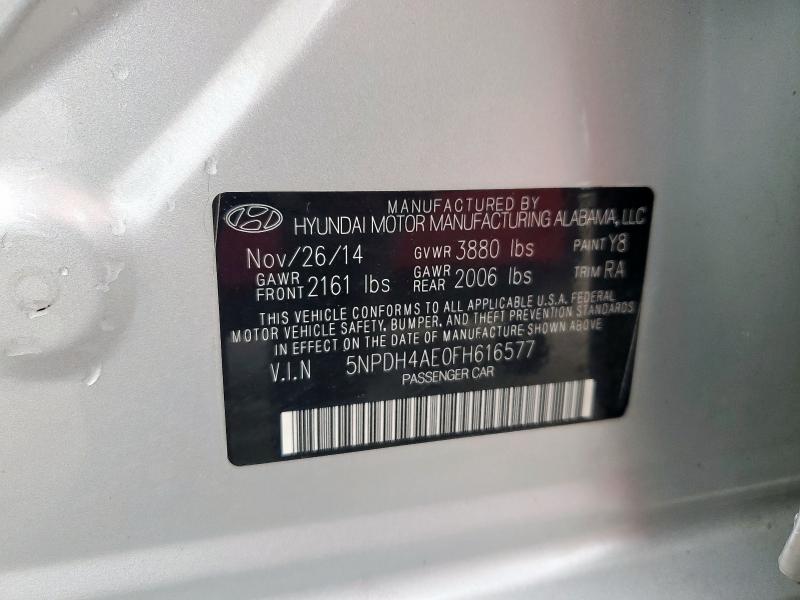 MANUFACTURED BY
HYUNDAI MOTOR MANUFACTURING ALABAMA, LLC
Nov/26/14 GVWR 3880 lbs PAINT Y8
GAWR FRONT 2161 lbs GAWR REAR 2006 lbs TRIM RA
THIS VEHICLE CONFORMS TO ALL APPLICABLE U.S.A. FEDERAL
MOTOR VEHICLE SAFETY, BUMPER, AND THEFT PREVENTION STANDARDS
IN EFFECT ON THE DATE OF MANUFACTURE SHOWN ABOVE
V.I.N 5NPDH4AE0FH616577
PASSENGER CAR